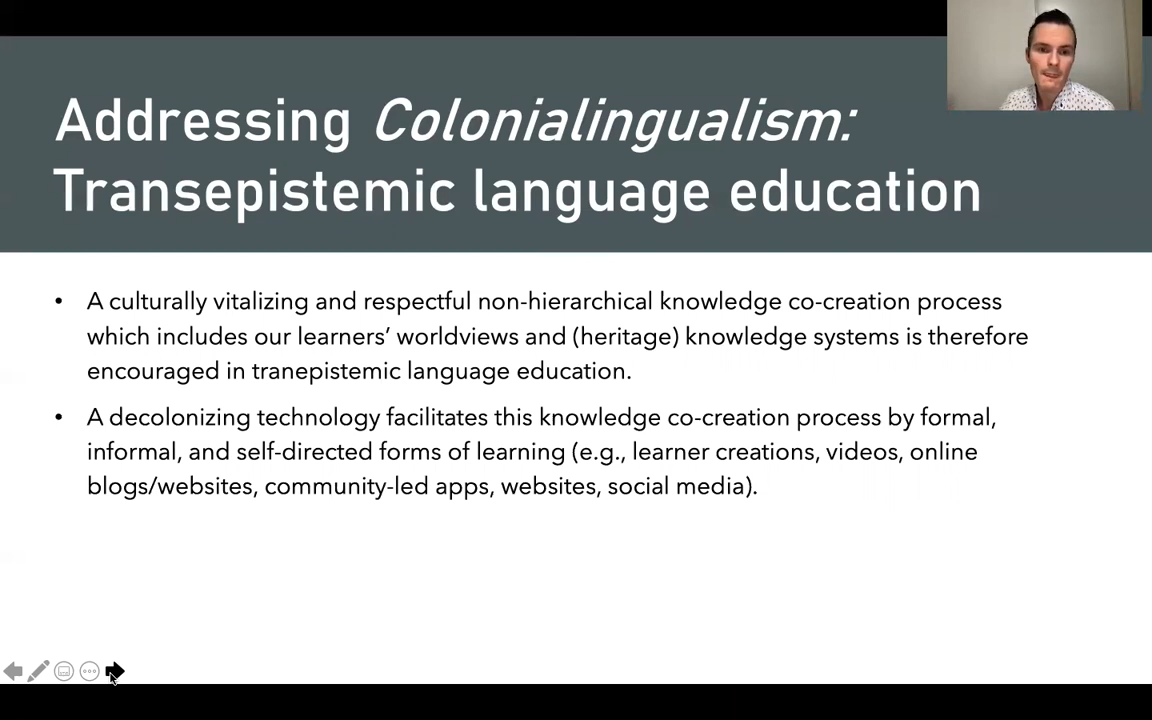 Addressing Colonialingualism:
Transepistemic language education
• A culturally vitalizing and respectful non-hierarchical knowledge co-creation process
which includes our learners’ worldviews and (heritage) knowledge systems is therefore
encouraged in tranepistemic language education.
• A decolonizing technology facilitates this knowledge co-creation process by formal,
informal, and self-directed forms of learning (e.g., learner creations, videos, online
blogs/websites, community-led apps, websites, social media).